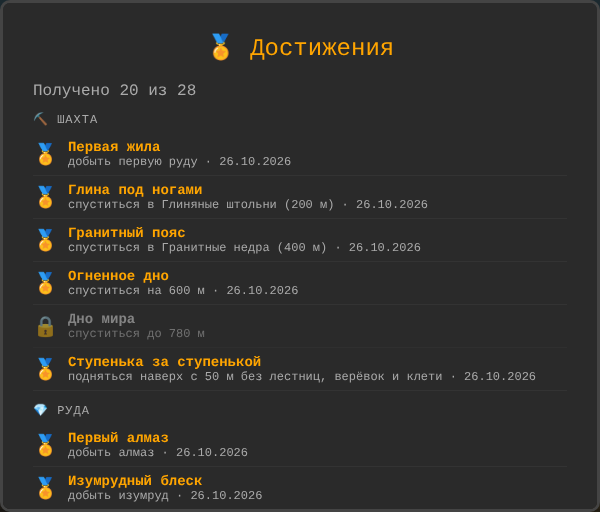 Достижения
Получено 20 из 28
ШАХТА
Первая жила
добыть первую руду · 26.10.2026
Глина под ногами
спуститься в Глиняные штольни (200 м) · 26.10.2026
Гранитный пояс
спуститься в Гранитные недра (400 м) · 26.10.2026
Огненное дно
спуститься на 600 м · 26.10.2026
Дно мира
спуститься до 780 м
Ступенька за ступенькой
подняться наверх с 50 м без лестниц, верёвок и клети · 26.10.2026
РУДА
Первый алмаз
добыть алмаз · 26.10.2026
Изумрудный блеск
добыть изумруд · 26.10.2026